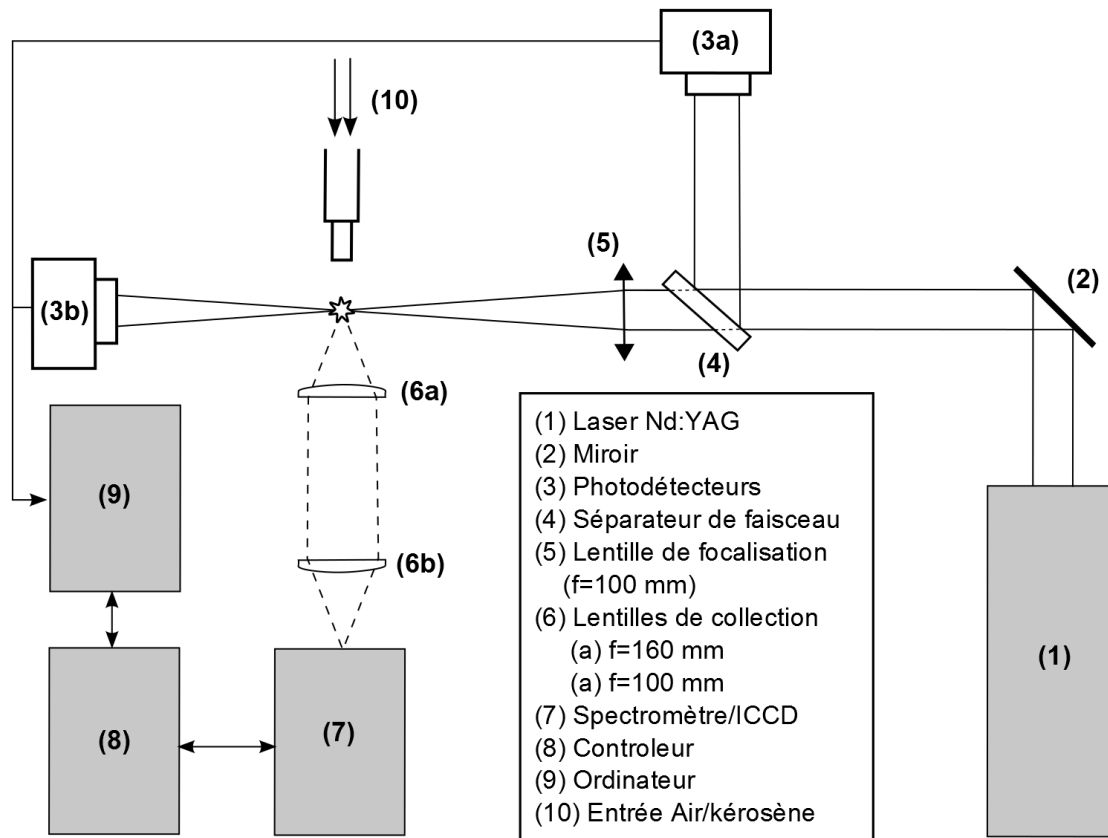 (3a)
(10)
(5)
(2)
(3b)
(4)
(6a)
(9)
(6b)
(8)
(7)
(1)
(1) Laser Nd:YAG
(2) Miroir
(3) Photodétecteurs
(4) Séparateur de faisceau
(5) Lentille de focalisation
(f=100 mm)
(6) Lentilles de collection
(a) f=160 mm
(a) f=100 mm
(7) Spectromètre/ICCD
(8) Controleur
(9) Ordinateur
(10) Entrée Air/kérosène